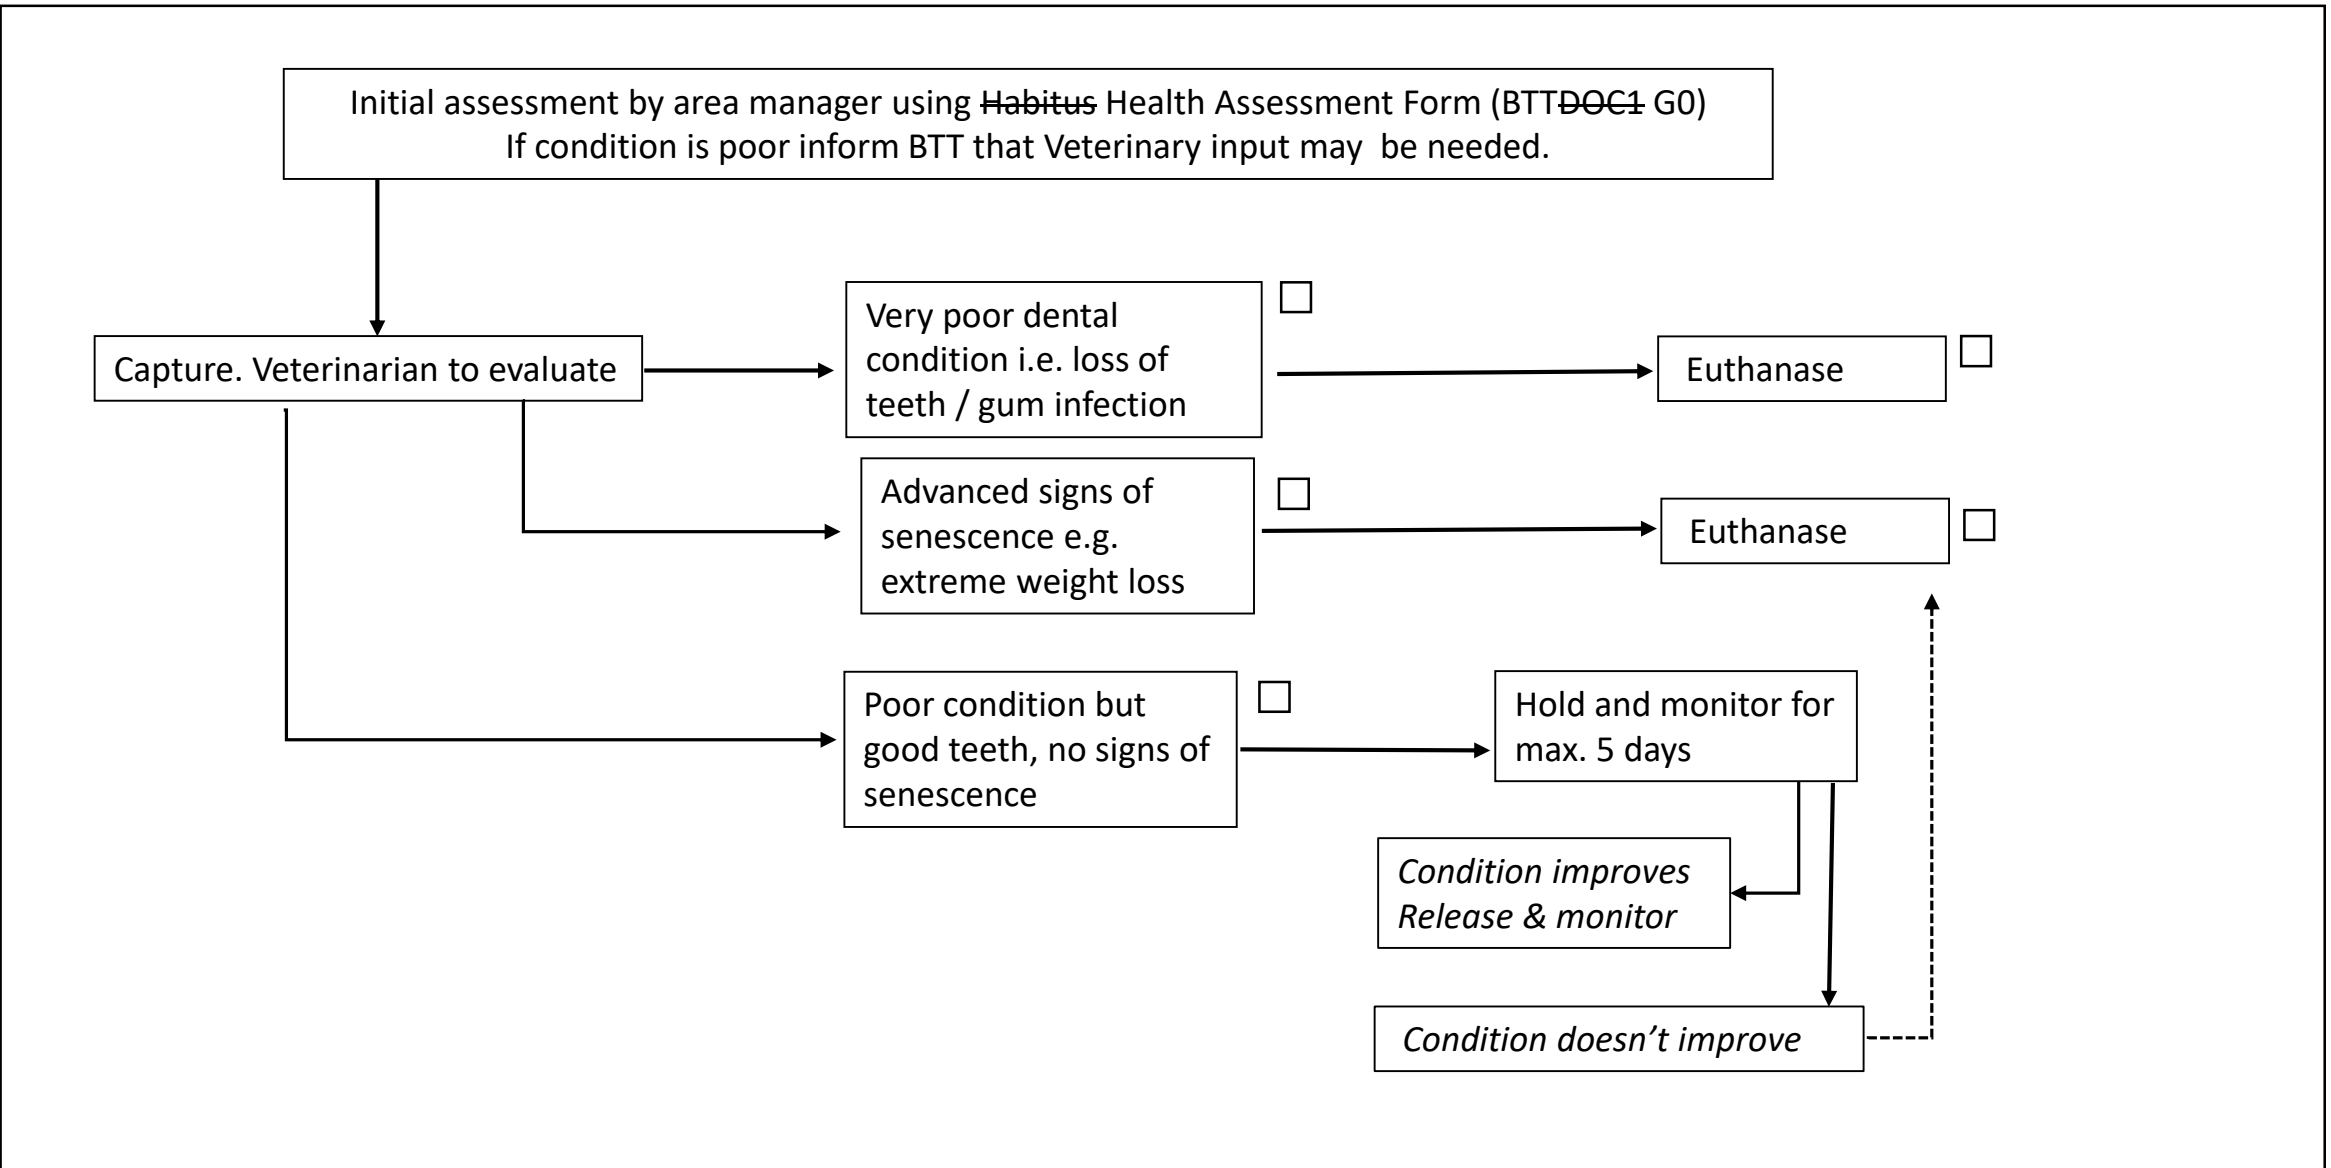 Initial assessment by area manager using Habitus Health Assessment Form (BTTDOC1 G0)
If condition is poor inform BTT that Veterinary input may  be needed.
Capture. Veterinarian to evaluate
Very poor dental
condition i.e. loss of
teeth / gum infection
Euthanase
Advanced signs of
senescence e.g.
extreme weight loss
Euthanase
Poor condition but
good teeth, no signs of
senescence
Hold and monitor for
max. 5 days
Condition improves
Release & monitor
Condition doesn’t improve